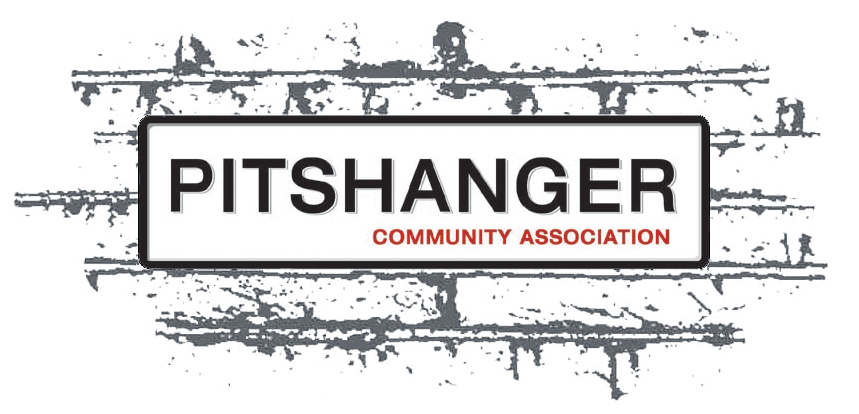 PITSHANGER
COMMUNITY ASSOCIATION